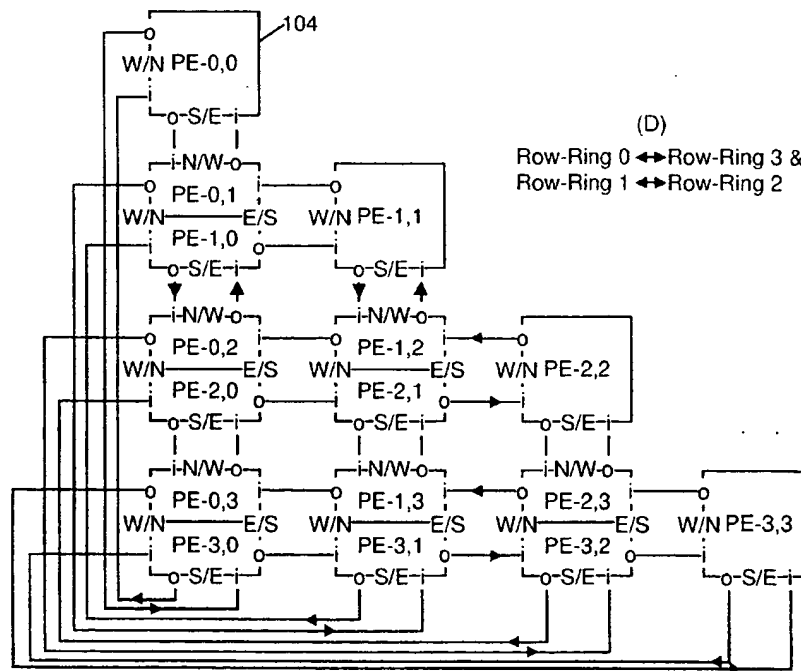 104
o
W/N PE-0,0
i
o-S/E-i
(D)
Row-Ring 0 ↔ Row-Ring 3 &
Row-Ring 1 ↔ Row-Ring 2
i-N/W-o
o PE-0,1 i o
W/N E/S W/N PE-1,1
i PE-1,0 o i
o-S/E-i o-S/E-i
i-N/W-o i-N/W-o
o PE-0,2 i o PE-1,2 i o
W/N E/S W/N E/S W/N PE-2,2
i PE-2,0 o i PE-2,1 o i
o-S/E-i o-S/E-i o-S/E-i
i-N/W-o i-N/W-o i-N/W-o
o PE-0,3 i o PE-1,3 i o PE-2,3 i o
W/N E/S W/N E/S W/N E/S W/N PE-3,3
i PE-3,0 o i PE-3,1 o i PE-3,2 o i
o-S/E-i o-S/E-i o-S/E-i o-S/E-i